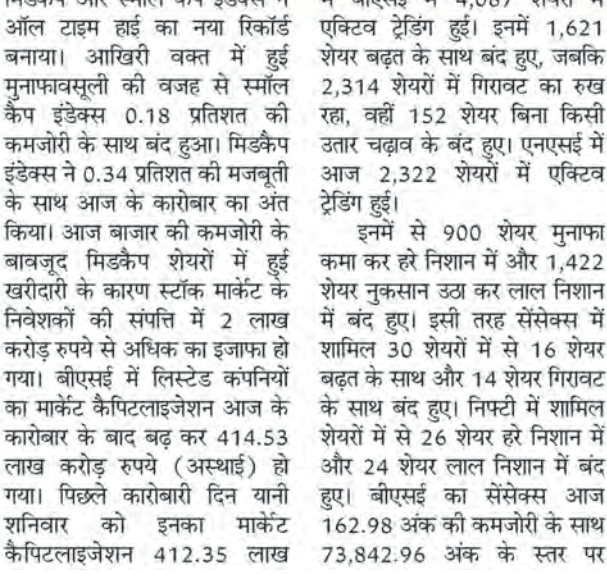 मिडकैप और स्मॉल कैप इंडेक्स ने
ऑल टाइम हाई का नया रिकॉर्ड
बनाया। आखिरी वक्त में हुई
मुनाफावसूली की वजह से स्मॉल
कैप इंडेक्स 0.18 प्रतिशत की
कमजोरी के साथ बंद हुआ। मिडकैप
इंडेक्स ने 0.34 प्रतिशत की मजबूती
के साथ आज के कारोबार का अंत
किया। आज बाजार की कमजोरी के
बावजूद मिडकैप शेयरों में हुई
खरीदारी के कारण स्टॉक मार्केट के
निवेशकों की संपत्ति में 2 लाख
करोड़ रुपये से अधिक का इजाफा हो
गया। बीएसई में लिस्टेड कंपनियों
का मार्केट कैपिटलाइजेशन आज के
कारोबार के बाद बढ़ कर 414.53
लाख करोड़ रुपये (अस्थाई) हो
गया। पिछले कारोबारी दिन यानी
शनिवार को इनका मार्केट
कैपिटलाइजेशन 412.35 लाख
में बीएसई में 4,087 शेयरों में
एक्टिव ट्रेडिंग हुई। इनमें 1,621
शेयर बढ़त के साथ बंद हुए, जबकि
2,314 शेयरों में गिरावट का रुख
रहा, वहीं 152 शेयर बिना किसी
उतार चढ़ाव के बंद हुए। एनएसई में
आज 2,322 शेयरों में एक्टिव
ट्रेडिंग हुई।
इनमें से 900 शेयर मुनाफा
कमा कर हरे निशान में और 1,422
शेयर नुकसान उठा कर लाल निशान
में बंद हुए। इसी तरह सेंसेक्स में
शामिल 30 शेयरों में से 16 शेयर
बढ़त के साथ और 14 शेयर गिरावट
के साथ बंद हुए। निफ्टी में शामिल
शेयरों में से 26 शेयर हरे निशान में
और 24 शेयर लाल निशान में बंद
हुए। बीएसई का सेंसेक्स आज
162.98 अंक की कमजोरी के साथ
73,842.96 अंक के स्तर पर